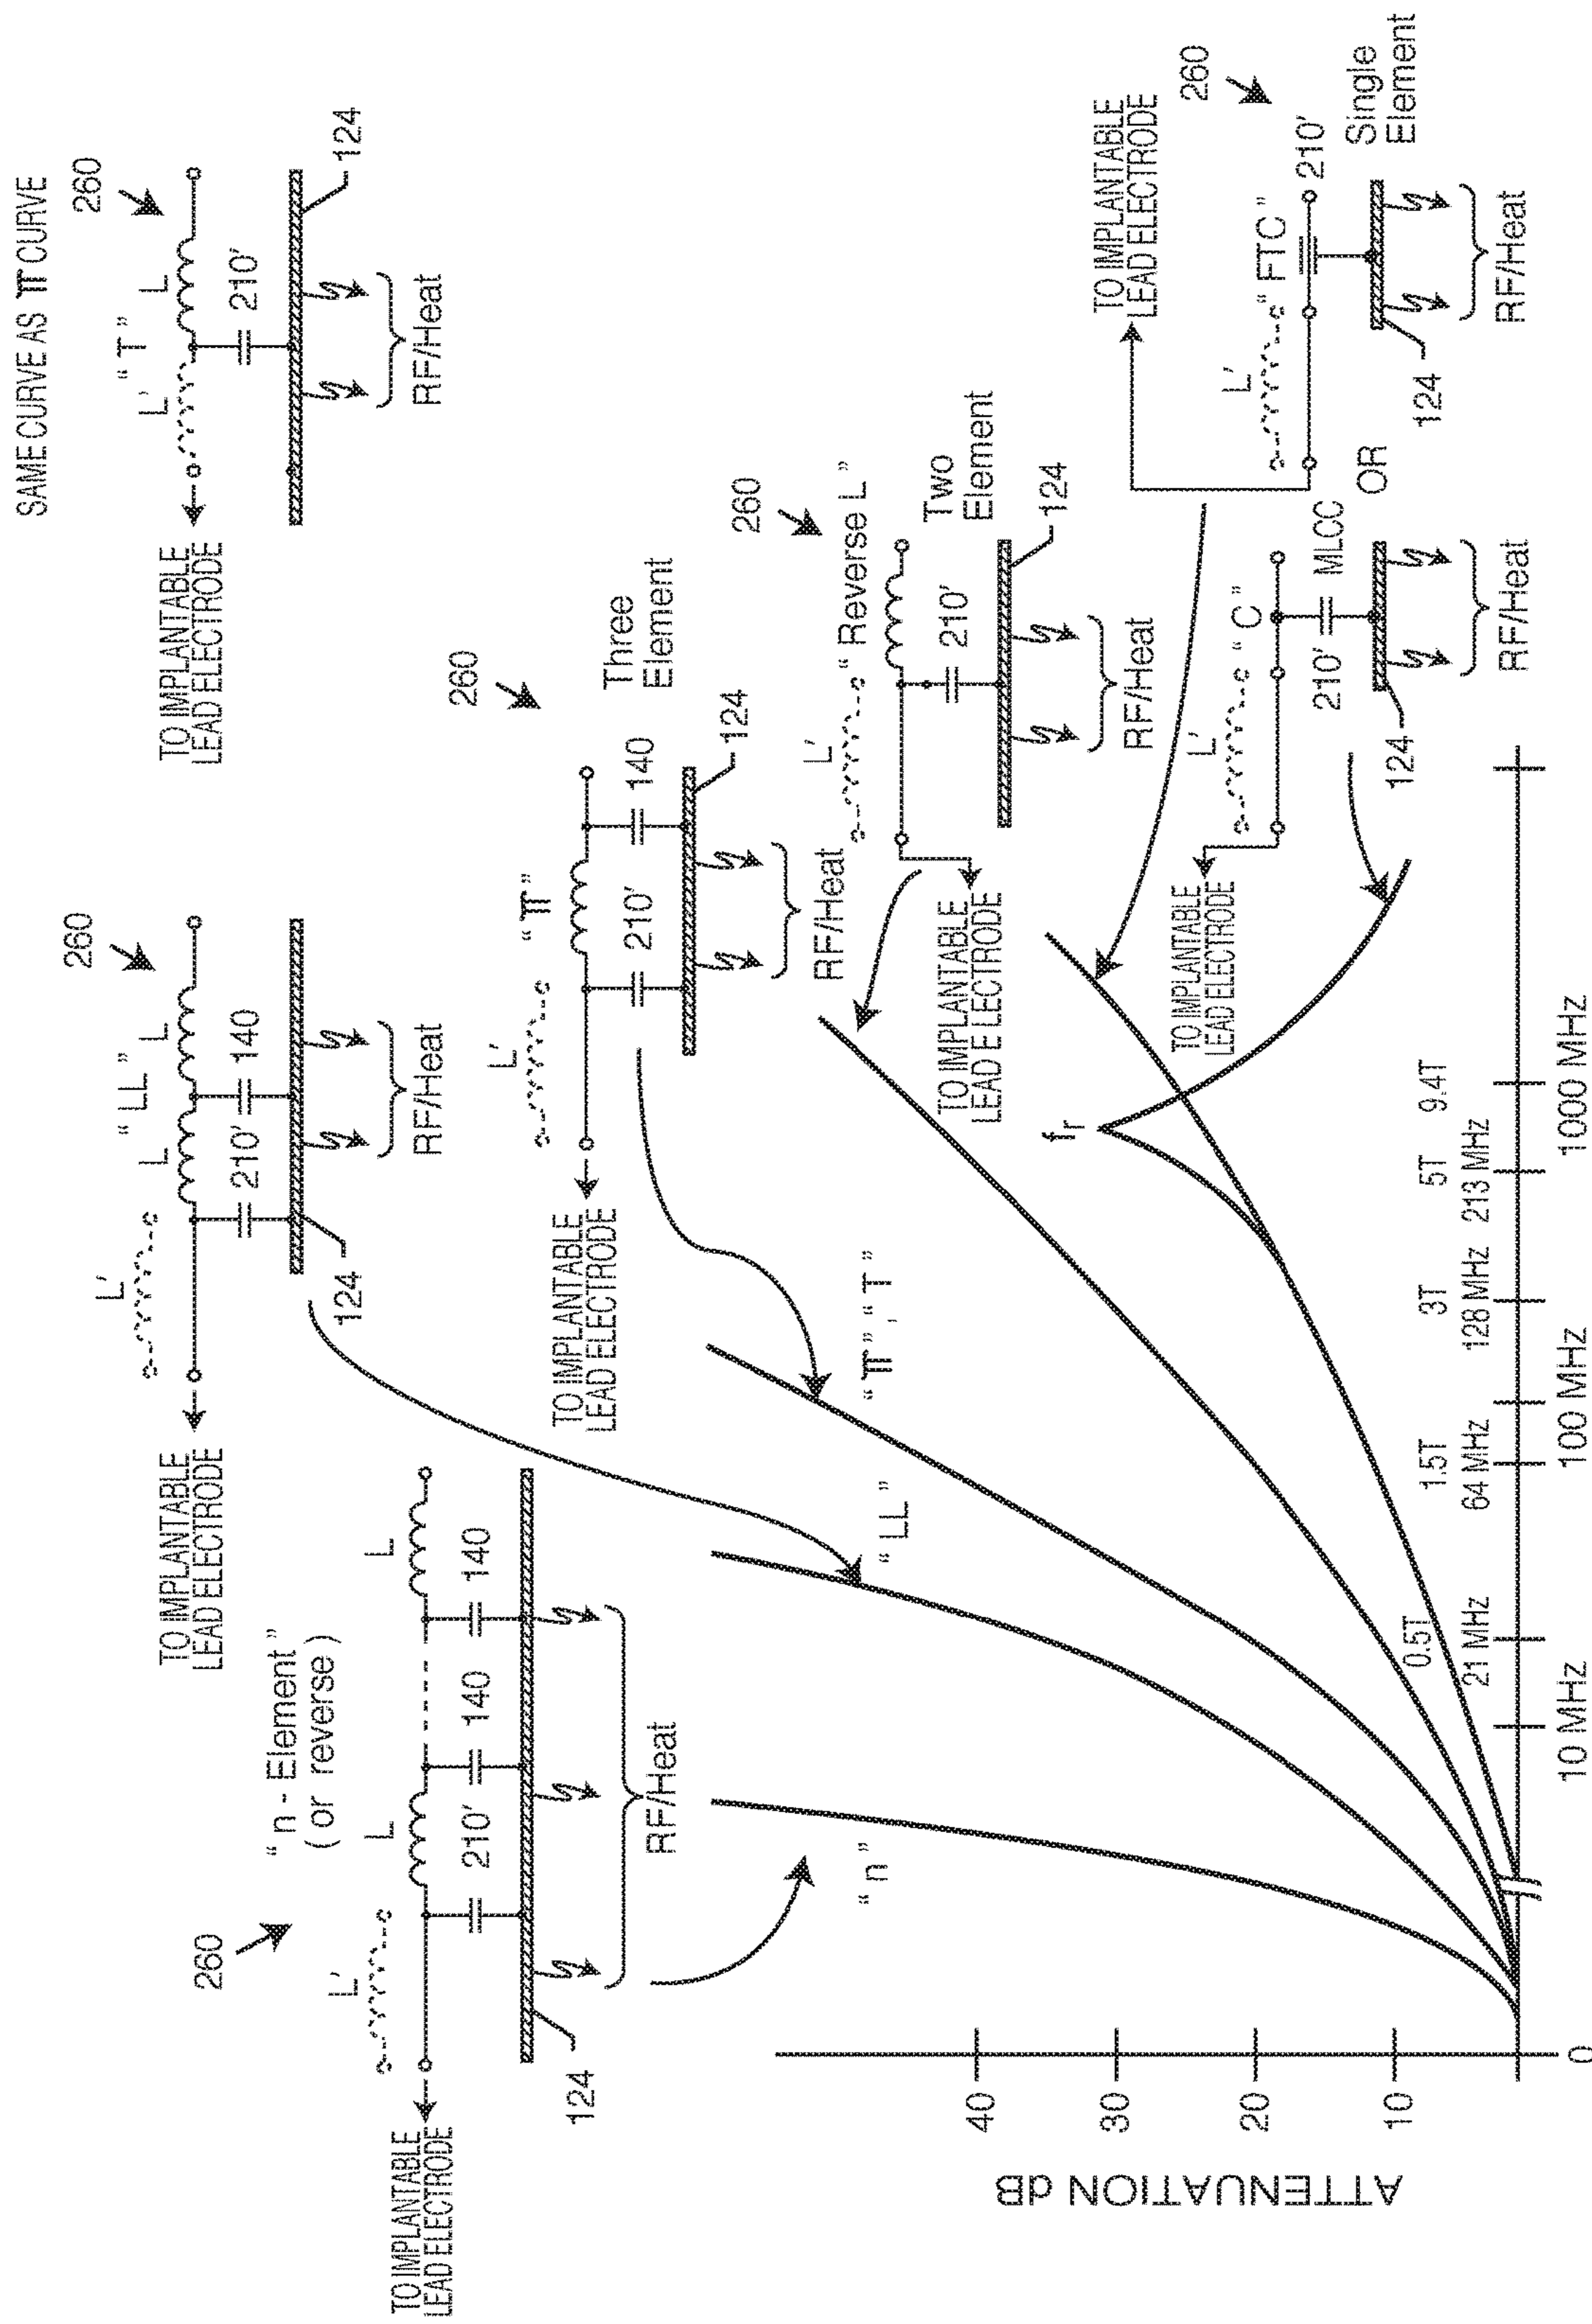 SAME CURVE AS π CURVE
260
L' "T" L
210'
TO IMPLANTABLE
LEAD ELECTRODE
124
RF/Heat
260
L'
L "LL" L
210' 140
TO IMPLANTABLE
LEAD ELECTRODE
124
RF/Heat
"n - Element"
(or reverse)
260
L'
L L
210' 140 140
TO IMPLANTABLE
LEAD ELECTRODE
124
RF/Heat
260
Three
Element
L'
"π"
210' 140
TO IMPLANTABLE
LEAD ELECTRODE
124
RF/Heat
260
L'
"Reverse L"
Two
Element
210'
TO IMPLANTABLE
LEAD ELECTRODE
124
RF/Heat
L'
"C"
210' MLCC
TO IMPLANTABLE
LEAD ELECTRODE
124
RF/Heat
OR
TO IMPLANTABLE
LEAD ELECTRODE
260
L'
"FTC"
210'
Single
Element
124
RF/Heat
ATTENUATION dB
40
30
20
10
"n"
"LL"
"π", "T"
fr
0.5T 1.5T 3T 5T 9.4T
21 MHz 64 MHz 128 MHz 213 MHz
0 10 MHz 100 MHz 1000 MHz